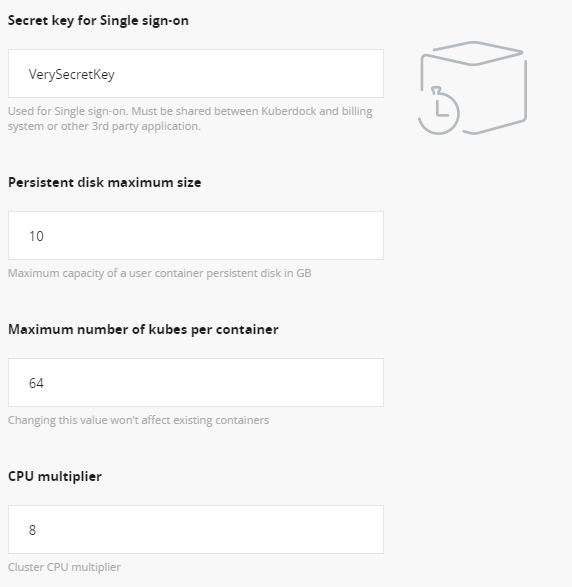 Secret key for Single sign-on
VerySecretKey
Used for Single sign-on. Must be shared between Kuberdock and billing
system or other 3rd party application.
Persistent disk maximum size
10
Maximum capacity of a user container persistent disk in GB
Maximum number of kubes per container
64
Changing this value won't affect existing containers
CPU multiplier
8
Cluster CPU multiplier